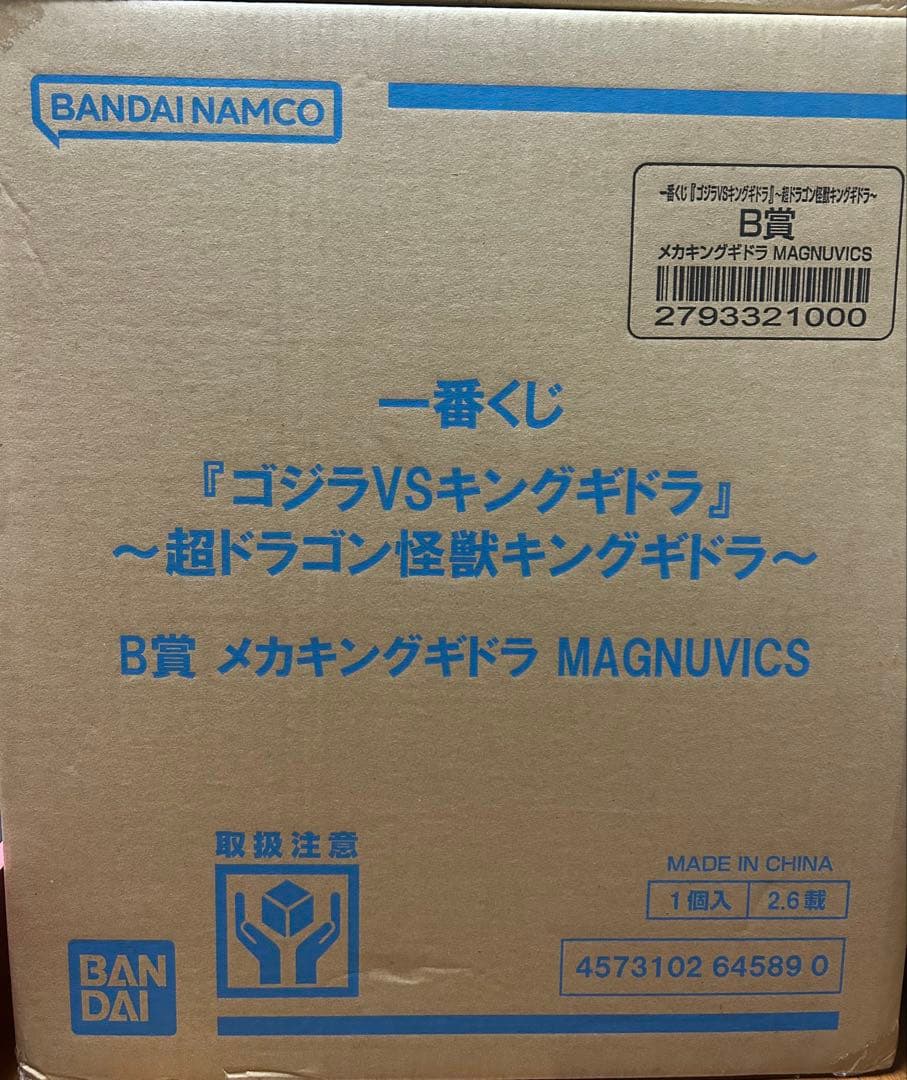 BANDAI NAMCO
一番くじ『ゴジラVSキングギドラ』~超ドラゴン怪獣キングギドラ~
B賞
メカキングギドラ MAGNUVICS
2793321000
一番くじ
『ゴジラVSキングギドラ』
~超ドラゴン怪獣キングギドラ~
B賞 メカキングギドラ MAGNUVICS
取扱注意
MADE IN CHINA
1個入 2.6載
4573102 64589 0
BAN
DAI